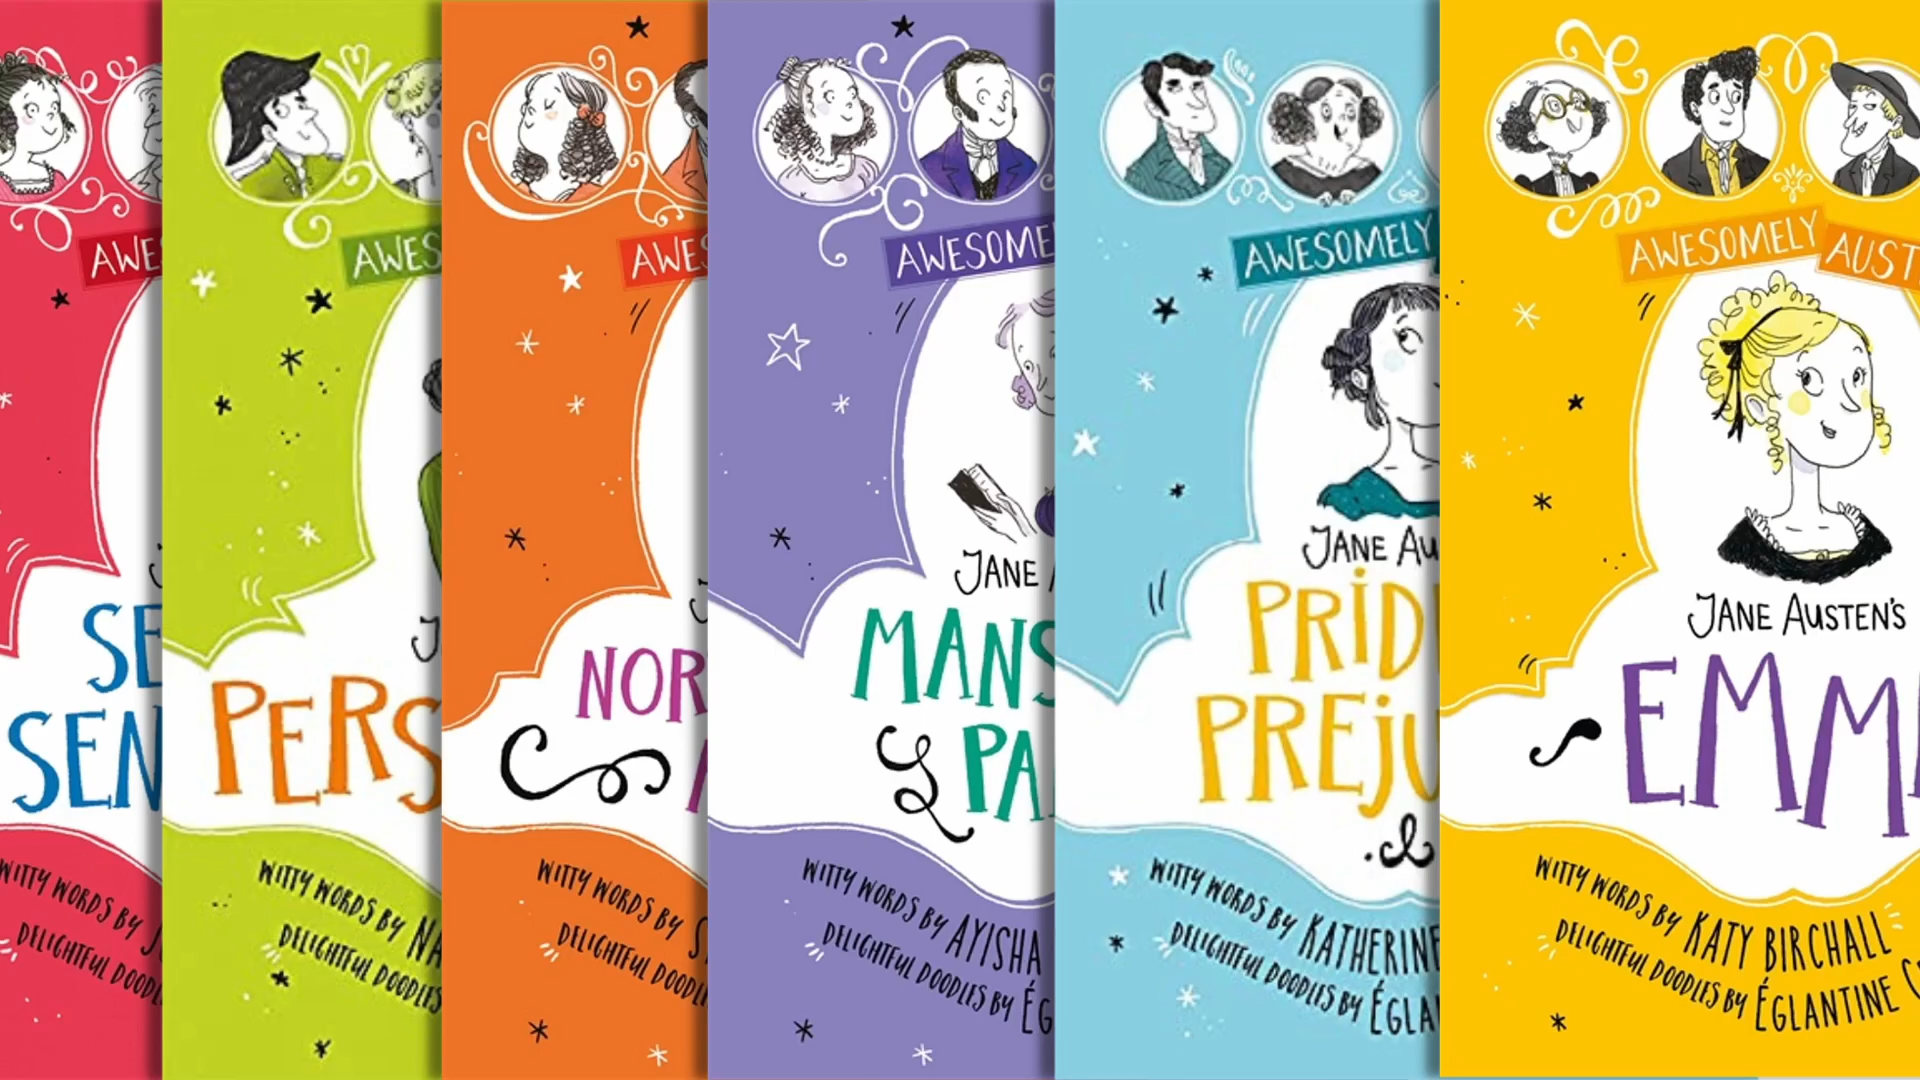 AWE
SE
SEN
WITTY WORDS BY J
DELIGHTFUL DOODL
AWES
J
PERS
WITTY WORDS BY NA
DELIGHTFUL DOODLES
AWES
J
NOR
WITTY WORDS BY S
DELIGHTFUL DOODL
AWESOME
JANE
MANS
PA
WITTY WORDS BY AYISHA
DELIGHTFUL DOODLES BY ÉG
AWESOMELY
JANE AU
PRID
PREJU
WITTY WORDS BY KATHERINE
DELIGHTFUL DOODLES BY ÉGLA
AWESOMELY AUST
JANE AUSTEN'S
EMM
WITTY WORDS BY KATY BIRCHALL
DELIGHTFUL DOODLES BY ÉGLANTINE C